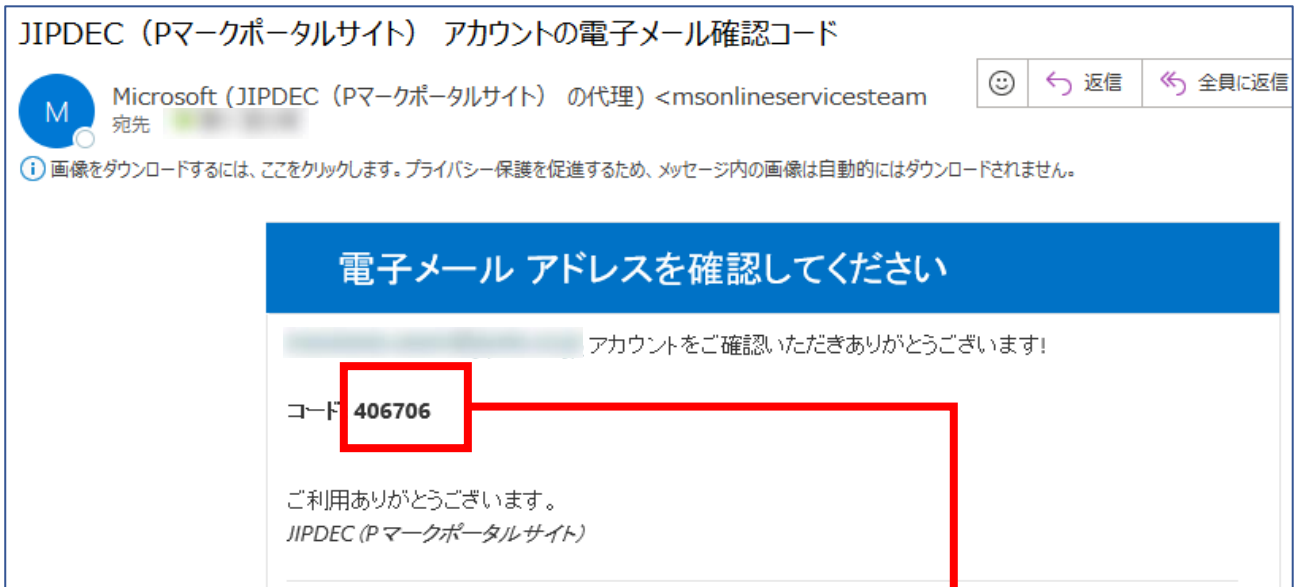 JIPDEC（Pマークポータルサイト） アカウントの電子メール確認コード
返信
全員に返信
M
Microsoft (JIPDEC（Pマークポータルサイト） の代理) <msonlineservicesteam
宛先
画像をダウンロードするには、ここをクリックします。プライバシー保護を促進するため、メッセージ内の画像は自動的にはダウンロードされません。
電子メール アドレスを確認してください
アカウントをご確認いただきありがとうございます!
コード 406706
ご利用ありがとうございます。
JIPDEC (P マークポータルサイト）